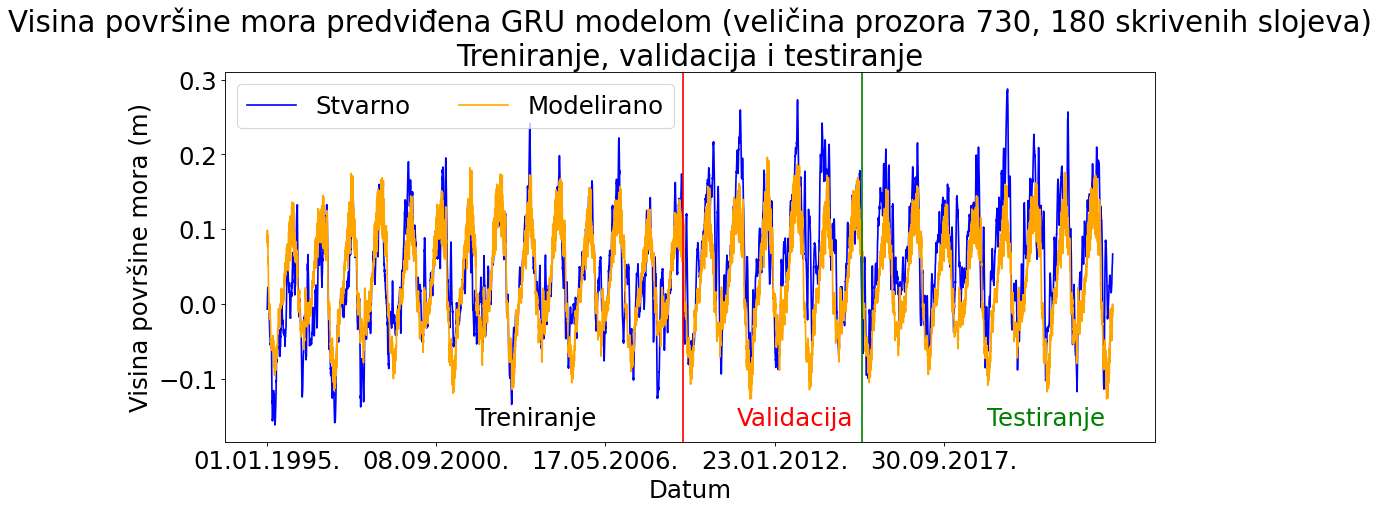 Visina površine mora predviđena GRU modelom (veličina prozora 730, 180 skrivenih slojeva)
Treniranje, validacija i testiranje
Stvarno
Modelirano
Visina površine mora (m)
0.3
0.2
0.1
0.0
−0.1
Treniranje
Validacija
Testiranje
01.01.1995.
08.09.2000.
17.05.2006.
23.01.2012.
30.09.2017.
Datum